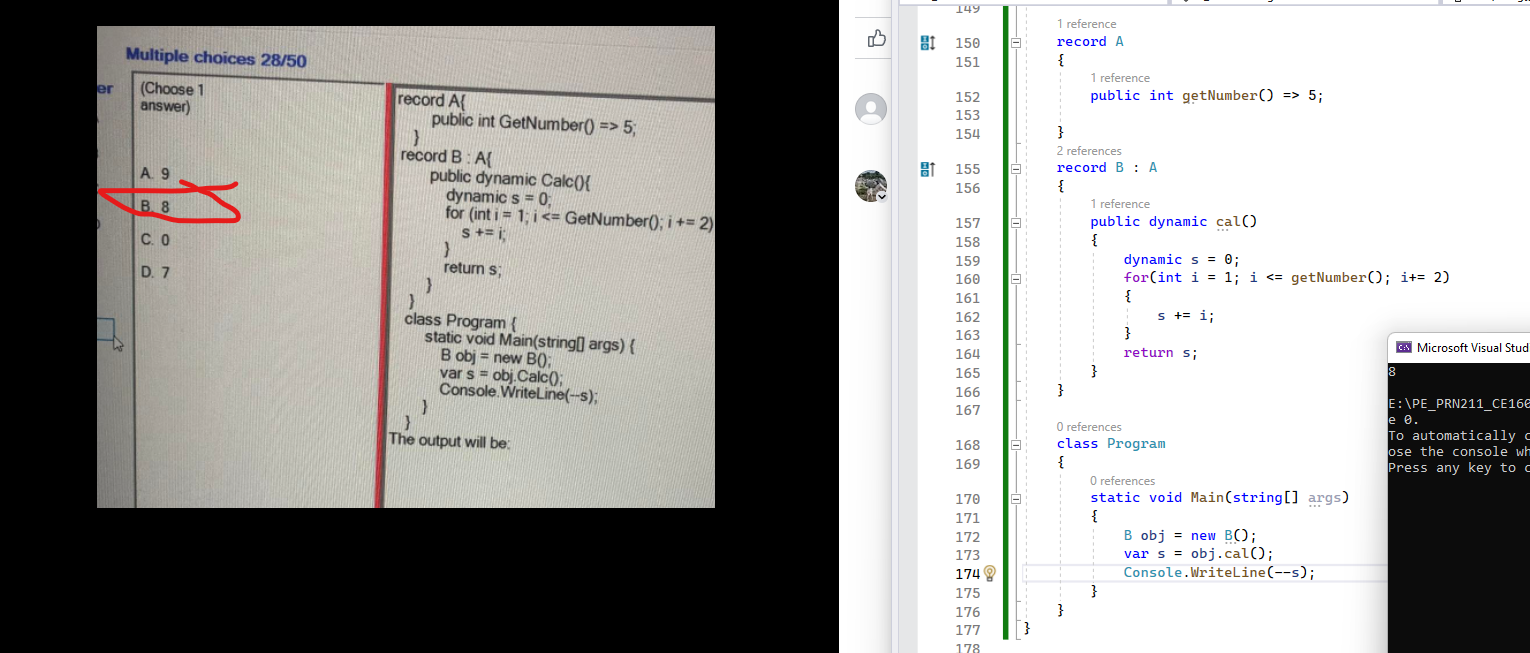 Multiple choices 28/50
er
(Choose 1
answer)
A. 9
B. 8
C. 0
D. 7
record A{
public int GetNumber() => 5;
}
record B : A{
public dynamic Calc(){
dynamic s = 0;
for (int i = 1; i <= GetNumber(); i += 2)
s += i;
}
return s;
}
}
class Program {
static void Main(string[] args) {
B obj = new B();
var s = obj.Calc();
Console.WriteLine(--s);
}
}
The output will be:
149
1 reference
150 record A
151 {
1 reference
152 public int getNumber() => 5;
153
154 }
2 references
155 record B : A
156 {
1 reference
157 public dynamic cal()
158 {
159 dynamic s = 0;
160 for(int i = 1; i <= getNumber(); i+= 2)
161 {
162 s += i;
163 }
164 return s;
165 }
166 }
167
0 references
168 class Program
169 {
0 references
170 static void Main(string[] args)
171 {
172 B obj = new B();
173 var s = obj.cal();
174 Console.WriteLine(--s);
175 }
176 }
177 }
178
Microsoft Visual Stud
8
E:\PE_PRN211_CE160
e 0.
To automatically c
ose the console wh
Press any key to c